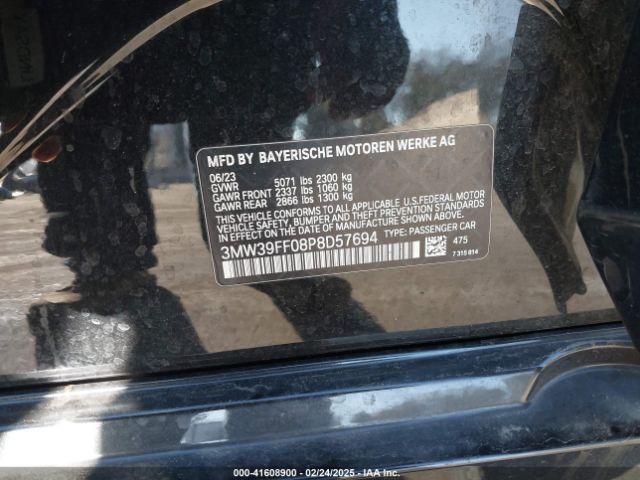 MFD BY BAYERISCHE MOTOREN WERKE AG
06/23
GVWR 5071 lbs 2300 kg
GAWR FRONT 2337 lbs 1060 kg
GAWR REAR 2866 lbs 1300 kg
THIS VEHICLE CONFORMS TO ALL APPLICABLE U.S.FEDERAL MOTOR
VEHICLE SAFETY, BUMPER AND THEFT PREVENTION STANDARDS
IN EFFECT ON THE DATE OF MANUFACTURE SHOWN ABOVE.
3MW39FF08P8D57694 TYPE: PASSENGER CAR
475
7 315 814
000-41608900 - 02/24/2025 - IAA Inc.